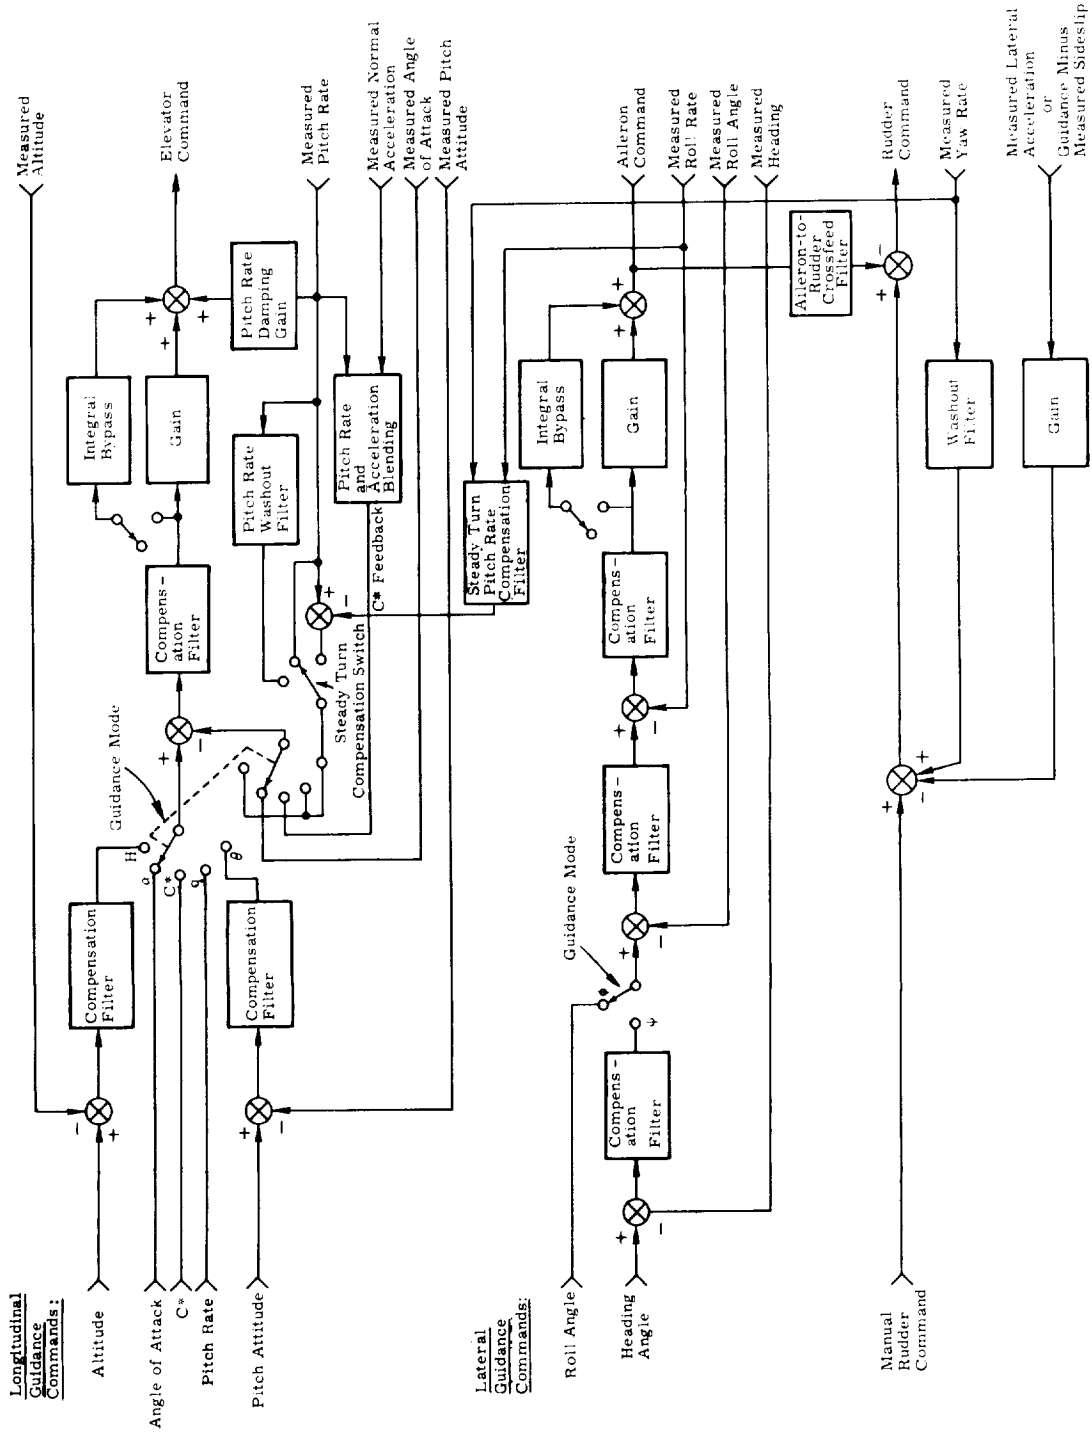 Longitudinal
Guidance
Commands:
Altitude
Angle of Attack
C*
Pitch Rate
Pitch Attitude
Measured
Altitude
Compensation
Filter
Compensation
Filter
H
α
C*
q
θ
Guidance Mode
Compens -
ation
Filter
Integral
Bypass
Gain
Elevator
Command
Pitch Rate
Damping
Gain
Pitch Rate
Washout
Filter
Pitch Rate
and
Acceleration
Blending
C* Feedback
Steady Turn
Compensation Switch
Measured
Pitch Rate
Measured Normal
Acceleration
Measured Angle
of Attack
Measured Pitch
Attitude
Steady Turn
Pitch Rate
Compensation
Filter
Lateral
Guidance
Commands:
Roll Angle
Heading
Angle
Compens -
ation
Filter
Φ
ψ
Guidance Mode
Compens -
ation
Filter
Compens -
ation
Filter
Integral
Bypass
Gain
Aileron
Command
Measured
Roll Rate
Measured
Roll Angle
Measured
Heading
Aileron-to-
Rudder
Crossfeed
Filter
Manual
Rudder
Command
Rudder
Command
Washout
Filter
Measured
Yaw Rate
Gain
Measured Lateral
Acceleration
or
Guidance Minus
Measured Sideslip